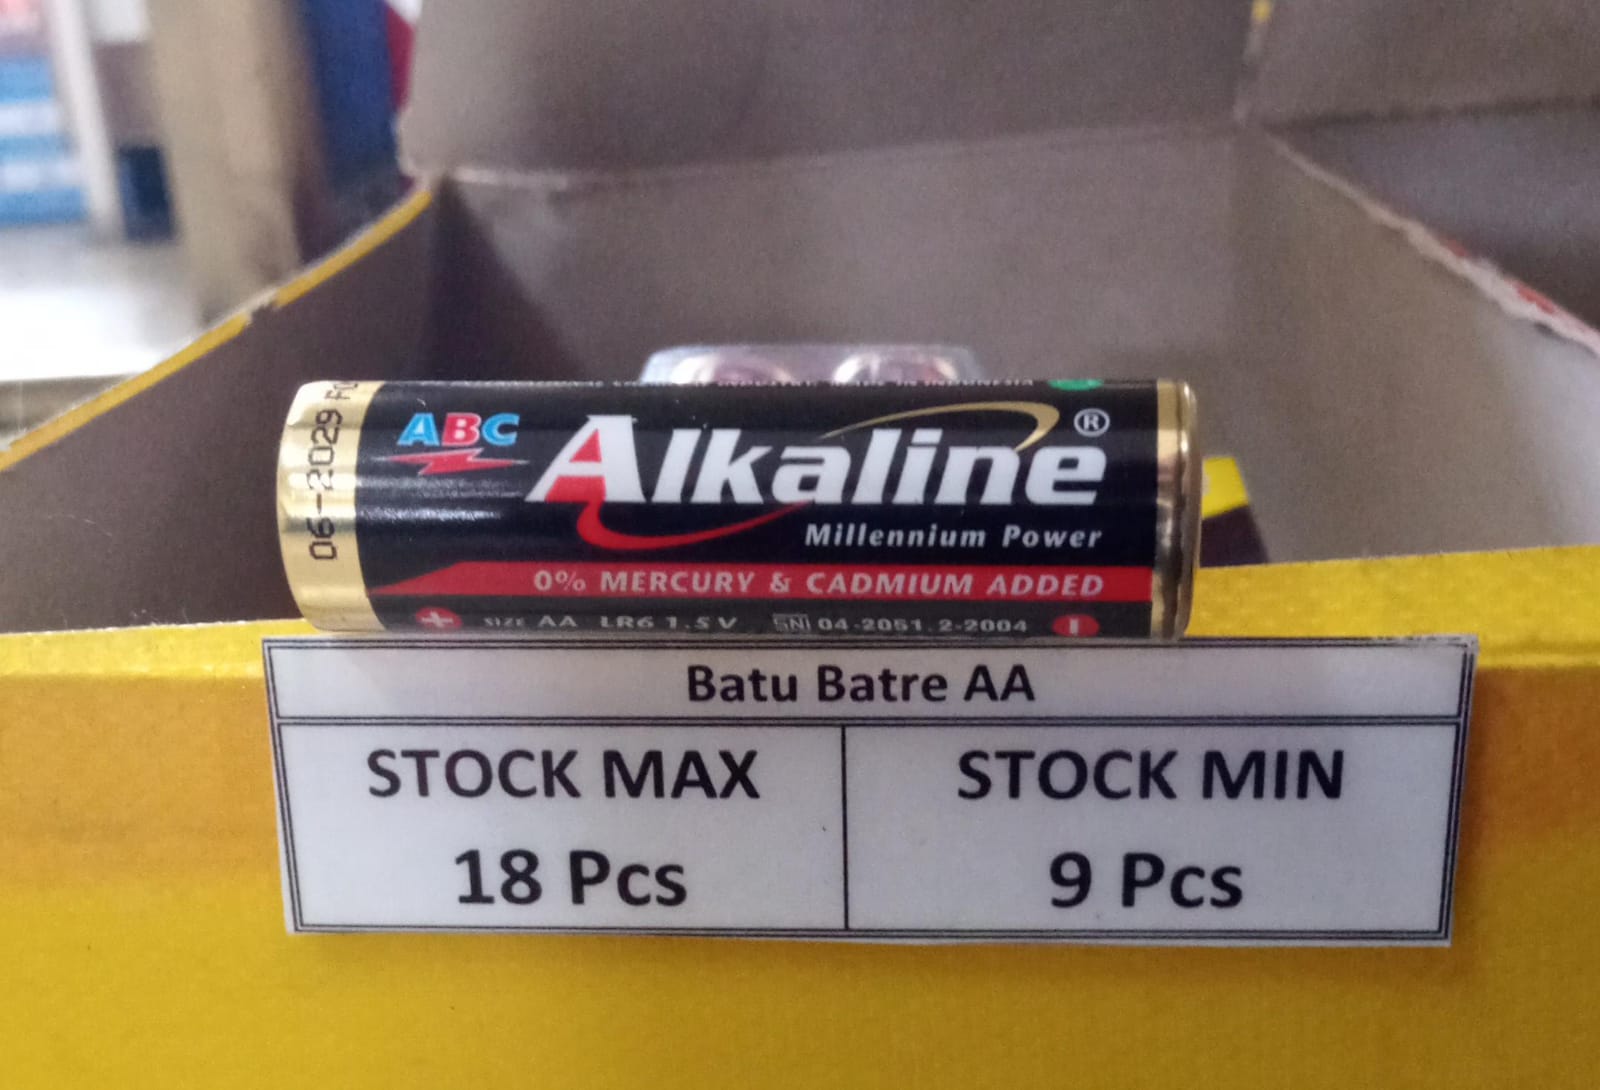 06-2029
ABC
Alkaline®
Millennium Power
0% MERCURY & CADMIUM ADDED
+ SIZE AA LR6 1.5V SNI 04-2051.2-2004
Batu Batre AA
STOCK MAX
STOCK MIN
18 Pcs
9 Pcs